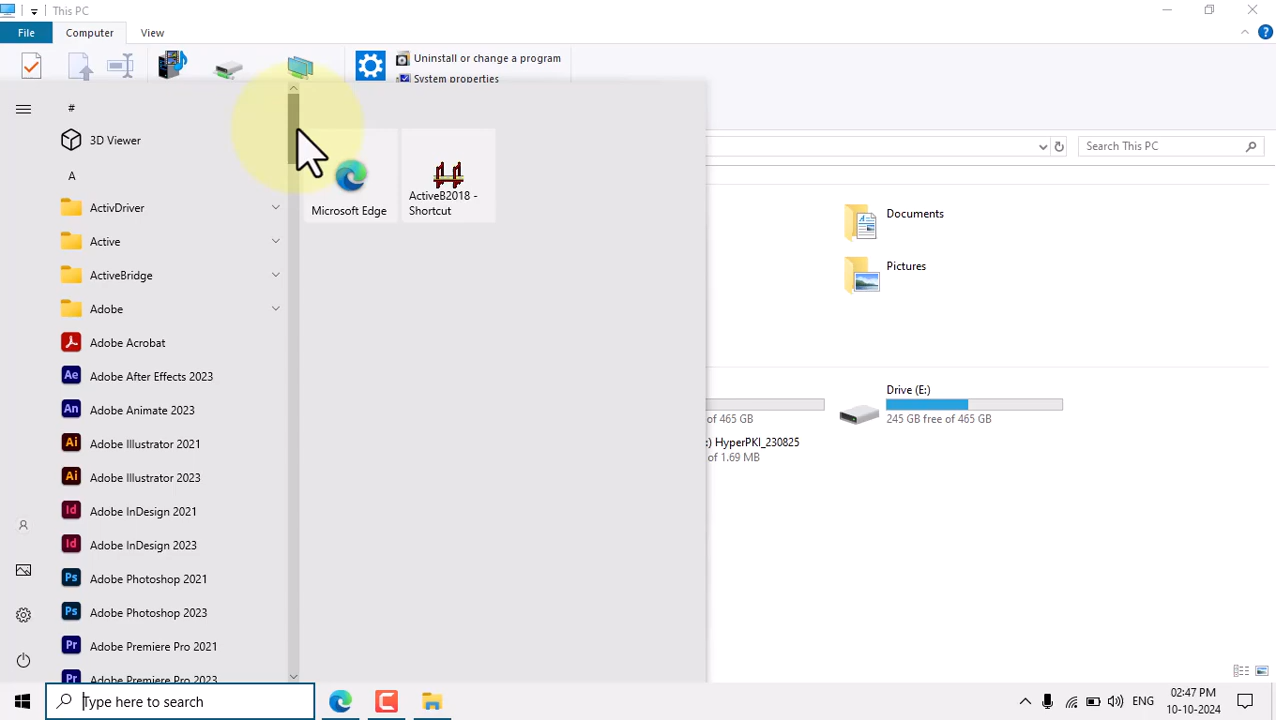 This PC
File
Computer
View
Uninstall or change a program
System properties
Search This PC
#
3D Viewer
A
ActivDriver
Active
ActiveBridge
Adobe
Adobe Acrobat
Adobe After Effects 2023
Adobe Animate 2023
Adobe Illustrator 2021
Adobe Illustrator 2023
Adobe InDesign 2021
Adobe InDesign 2023
Adobe Photoshop 2021
Adobe Photoshop 2023
Adobe Premiere Pro 2021
Adobe Premiere Pro 2023
Microsoft Edge
ActiveB2018 -
Shortcut
Documents
Pictures
of 465 GB
:) HyperPKI_230825
of 1.69 MB
Drive (E:)
245 GB free of 465 GB
Type here to search
ENG
02:47 PM
10-10-2024